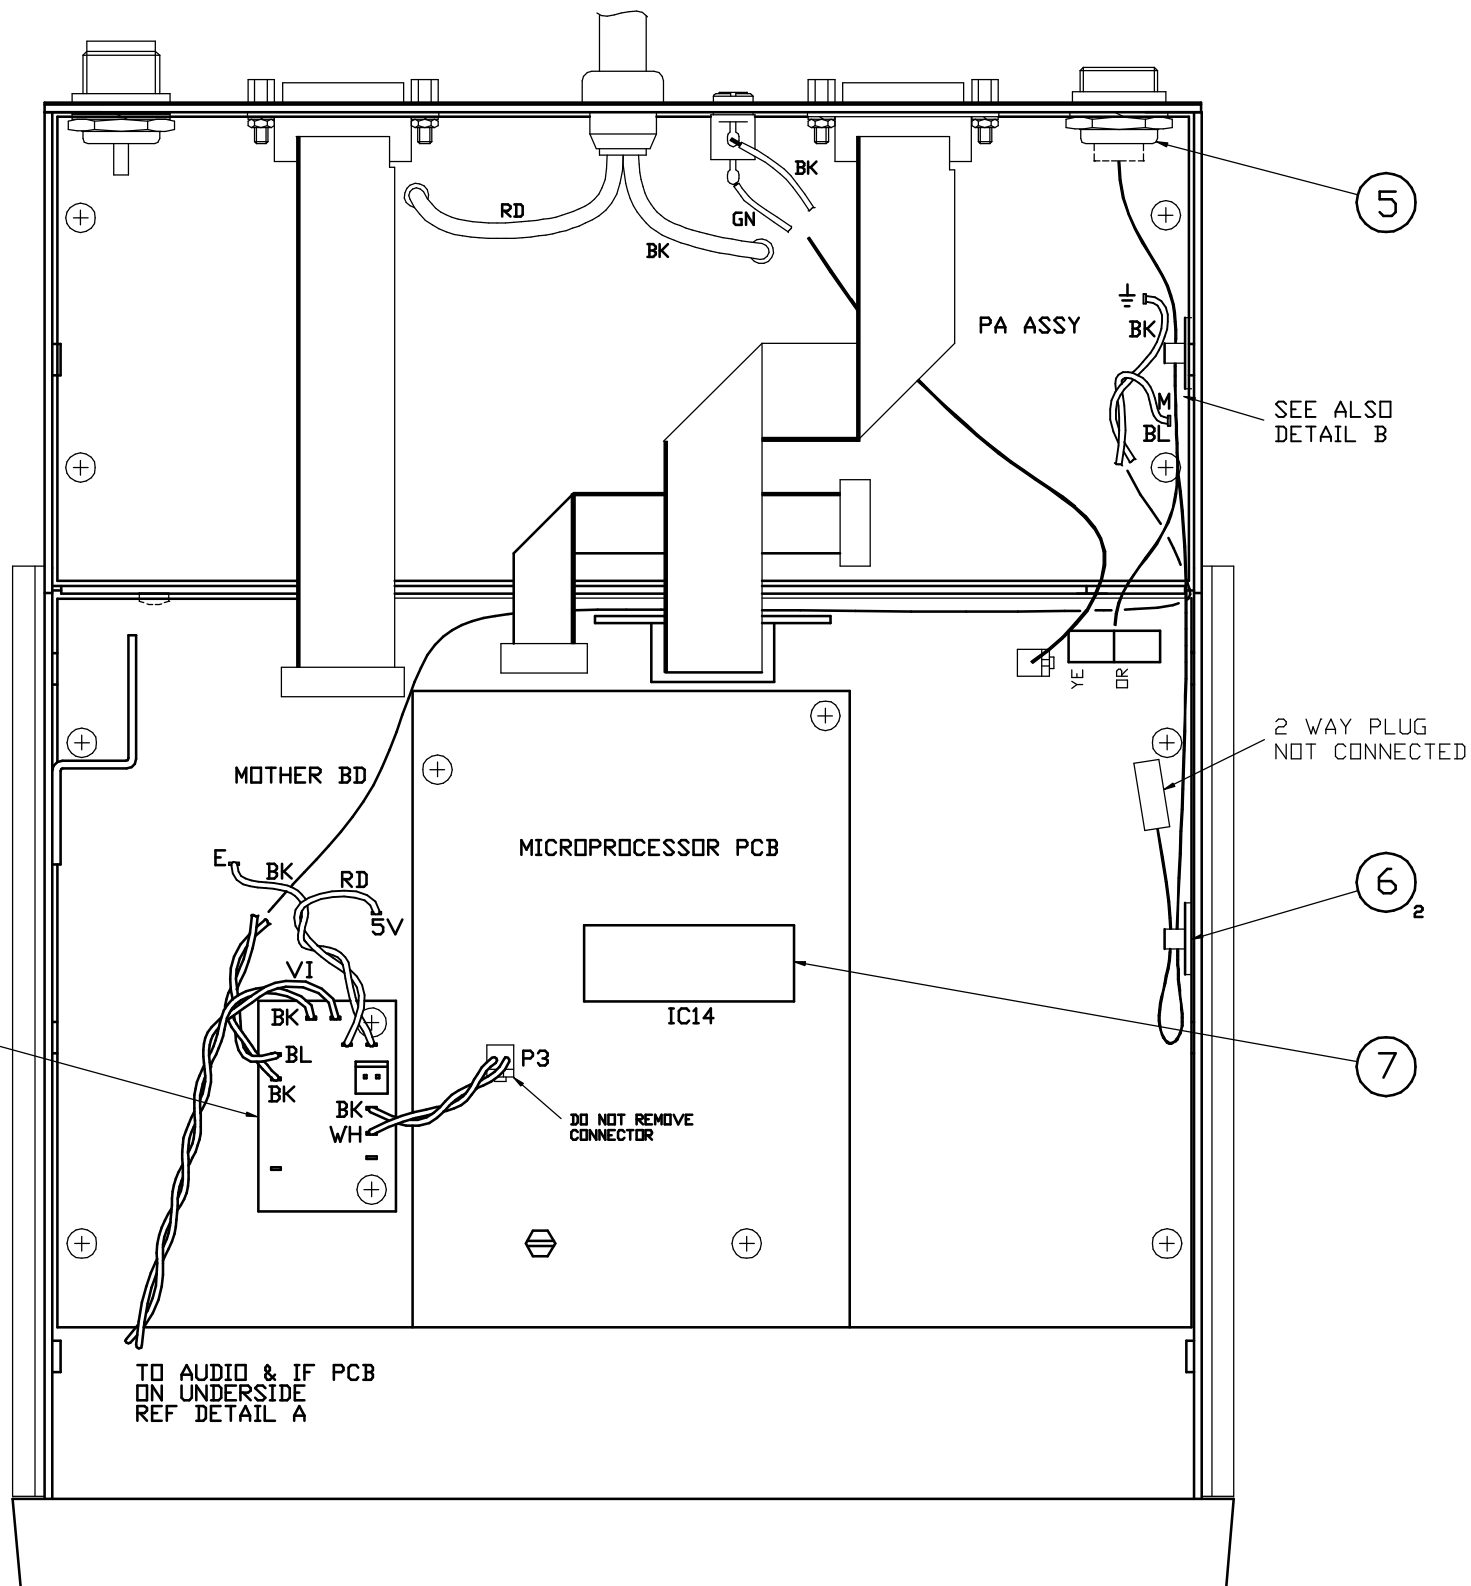 BK
RD
GN
BK
5
PA ASSY
BK
M
BL
SEE ALSO
DETAIL B
YE
OR
2 WAY PLUG
NOT CONNECTED
MOTHER BD
MICROPROCESSOR PCB
E
BK
RD
5V
6
2
VI
BK
BL
BK
IC14
P3
BK
WH
DO NOT REMOVE
CONNECTOR
7
TO AUDIO & IF PCB
ON UNDERSIDE
REF DETAIL A